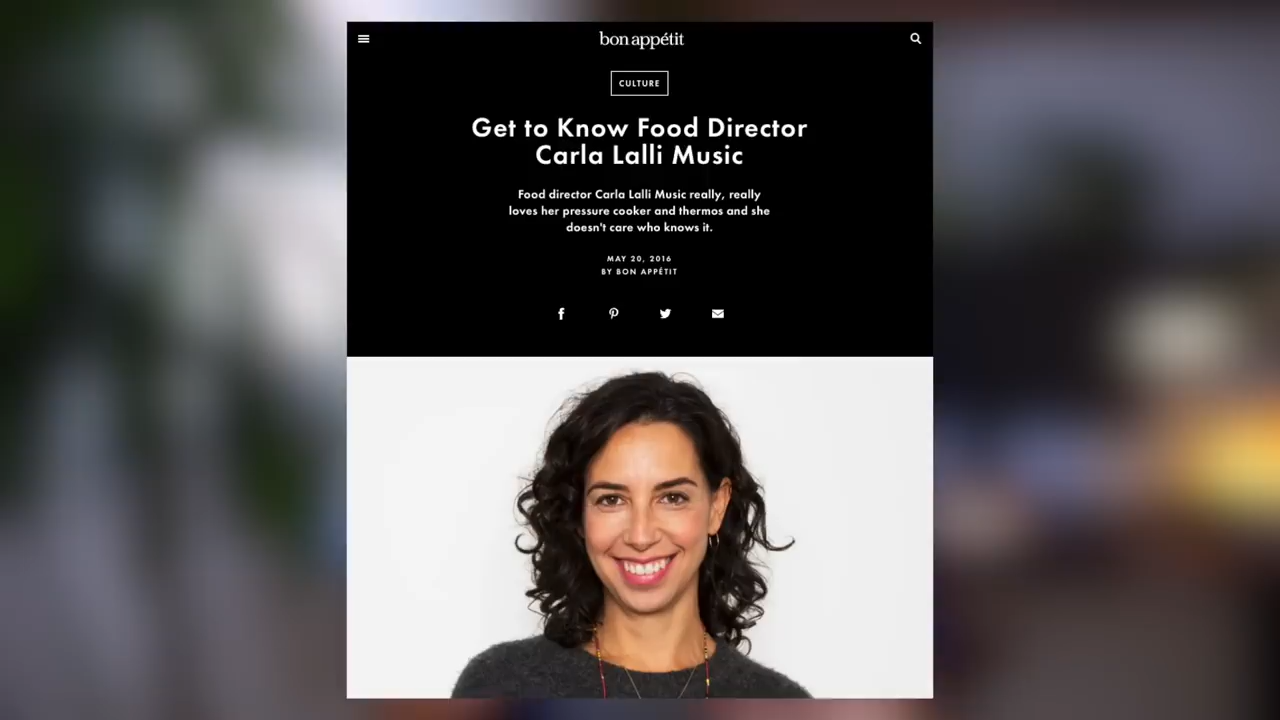 bon appétit
CULTURE
Get to Know Food Director
Carla Lalli Music
Food director Carla Lalli Music really, really
loves her pressure cooker and thermos and she
doesn't care who knows it.
MAY 20, 2016
BY BON APPÉTIT